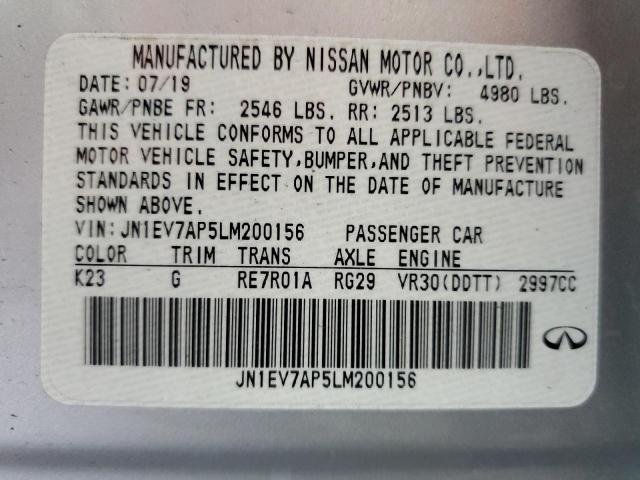 MANUFACTURED BY NISSAN MOTOR CO.,LTD.
DATE: 07/19 GVWR/PNBV: 4980 LBS.
GAWR/PNBE FR: 2546 LBS. RR: 2513 LBS.
THIS VEHICLE CONFORMS TO ALL APPLICABLE FEDERAL
MOTOR VEHICLE SAFETY,BUMPER,AND THEFT PREVENTION
STANDARDS IN EFFECT ON THE DATE OF MANUFACTURE
SHOWN ABOVE.
VIN: JN1EV7AP5LM200156 PASSENGER CAR
COLOR TRIM TRANS AXLE ENGINE
K23 G RE7R01A RG29 VR30(DDTT) 2997CC
JN1EV7AP5LM200156